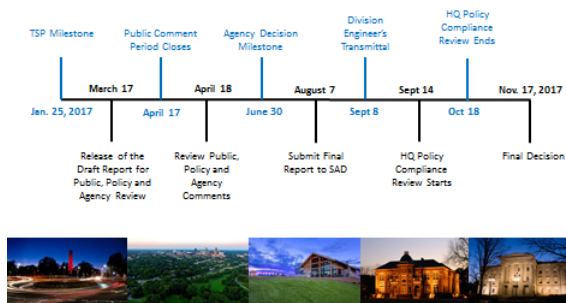 HQ Policy
Compliance
Review Ends
Division
Engineer's
Transmittal
TSP Milestone
Public Comment
Period Closes
Agency Decision
Milestone
March 17
April 18
August 7
Sept 14
Nov. 17, 2017
Jan. 25, 2017
April 17
June 30
Sept 8
Oct 18
Release of the
Draft Report for
Public, Policy and
Agency Review
Review Public,
Policy and
Agency
Comments
Submit Final
Report to SAD
HQ Policy
Compliance
Review Starts
Final Decision